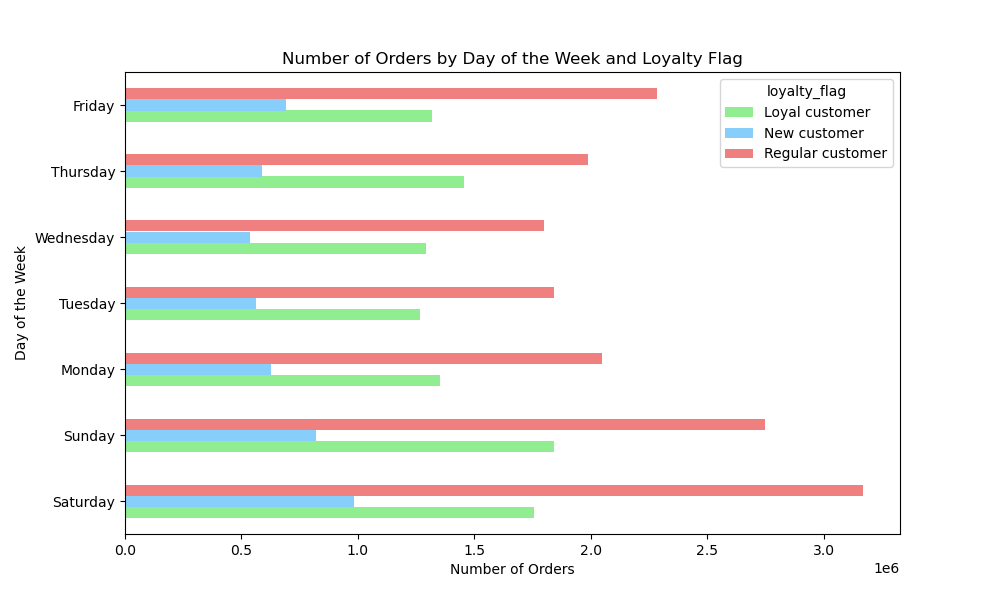 Number of Orders by Day of the Week and Loyalty Flag
loyalty_flag
Loyal customer
New customer
Regular customer
Day of the Week
Friday
Thursday
Wednesday
Tuesday
Monday
Sunday
Saturday
0.0 0.5 1.0 1.5 2.0 2.5 3.0
1e6
Number of Orders